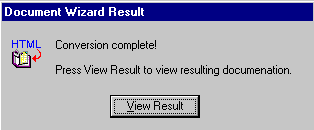 Document Wizard Result
HTML
Conversion complete!
Press View Result to view resulting documenation.
View Result